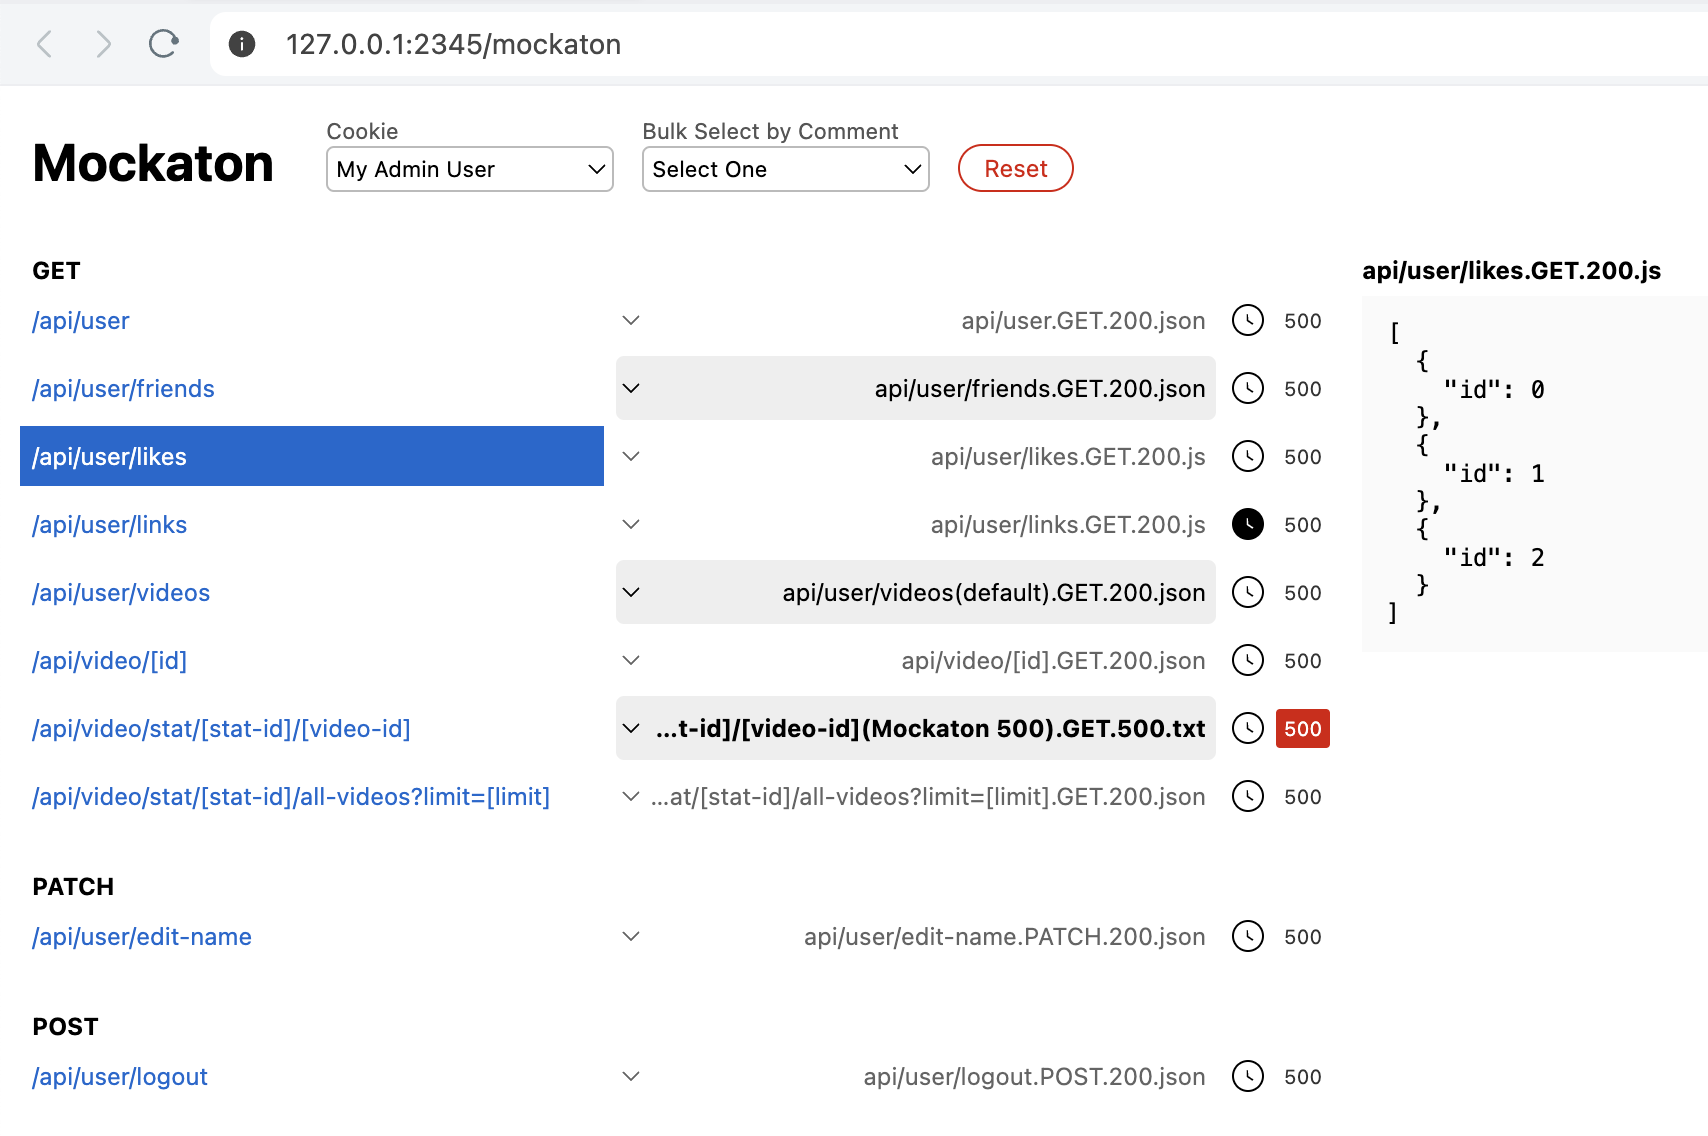 127.0.0.1:2345/mockaton
Mockaton
Cookie
My Admin User
Bulk Select by Comment
Select One
Reset
GET
/api/user api/user.GET.200.json 500
/api/user/friends api/user/friends.GET.200.json 500
/api/user/likes api/user/likes.GET.200.js 500
/api/user/links api/user/links.GET.200.js 500
/api/user/videos api/user/videos(default).GET.200.json 500
/api/video/[id] api/video/[id].GET.200.json 500
/api/video/stat/[stat-id]/[video-id] ...t-id]/[video-id](Mockaton 500).GET.500.txt 500
/api/video/stat/[stat-id]/all-videos?limit=[limit] ...at/[stat-id]/all-videos?limit=[limit].GET.200.json 500
PATCH
/api/user/edit-name api/user/edit-name.PATCH.200.json 500
POST
/api/user/logout api/user/logout.POST.200.json 500
api/user/likes.GET.200.js
[
  {
    "id": 0
  },
  {
    "id": 1
  },
  {
    "id": 2
  }
]